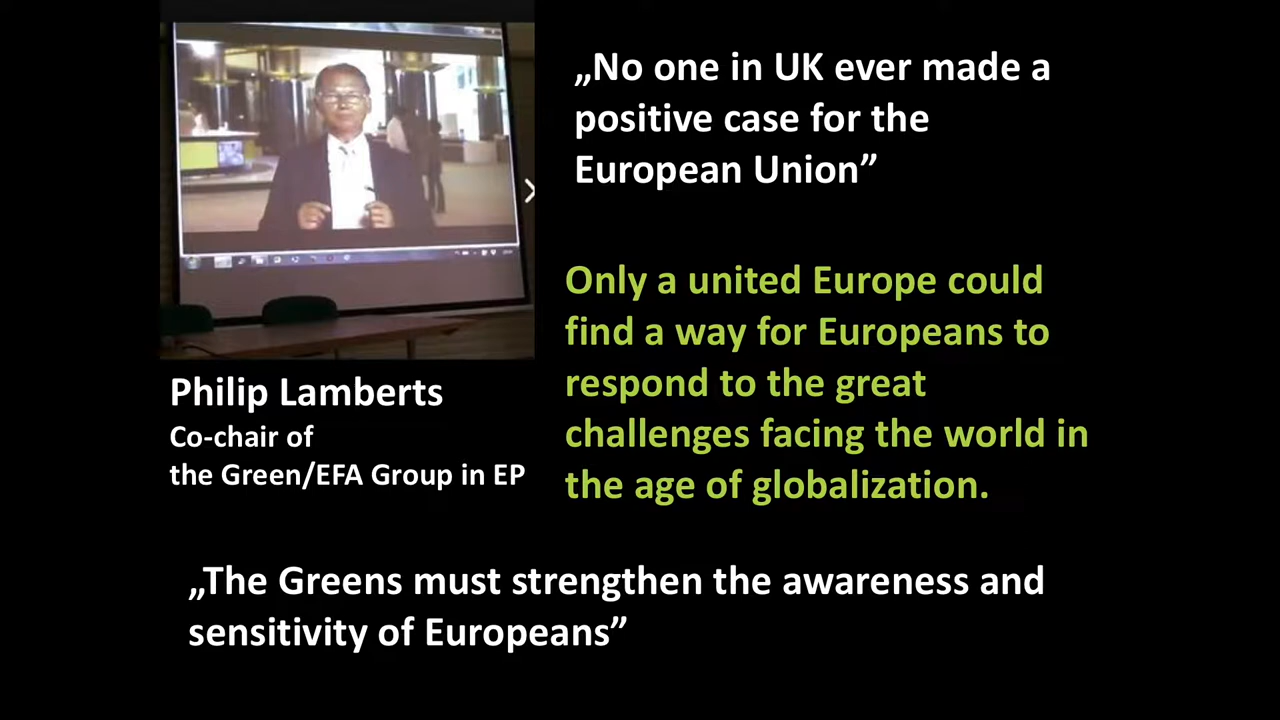 „No one in UK ever made a
positive case for the
European Union”
Only a united Europe could
find a way for Europeans to
respond to the great
challenges facing the world in
the age of globalization.
Philip Lamberts
Co-chair of
the Green/EFA Group in EP
„The Greens must strengthen the awareness and
sensitivity of Europeans”